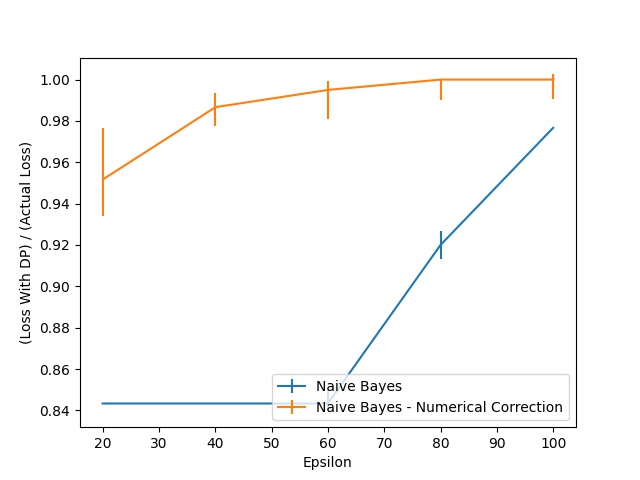 1.00
0.98
0.96
0.94
0.92
0.90
0.88
0.86
0.84
(Loss With DP) / (Actual Loss)
Naive Bayes
Naive Bayes - Numerical Correction
20 30 40 50 60 70 80 90 100
Epsilon